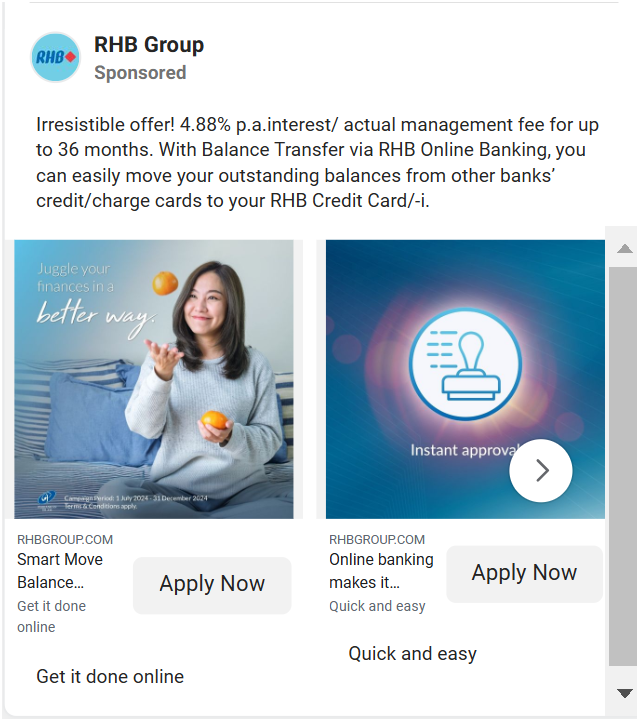 RHB
RHB Group
Sponsored
Irresistible offer! 4.88% p.a.interest/ actual management fee for up
to 36 months. With Balance Transfer via RHB Online Banking, you
can easily move your outstanding balances from other banks’
credit/charge cards to your RHB Credit Card/-i.
Juggle your
finances in a
better way.
Campaign Period: 1 July 2024 - 31 December 2024
Terms & Conditions apply.
Instant approval
RHBGROUP.COM
Smart Move
Balance...
Get it done
online
Apply Now
RHBGROUP.COM
Online banking
makes it...
Quick and easy
Apply Now
Get it done online
Quick and easy